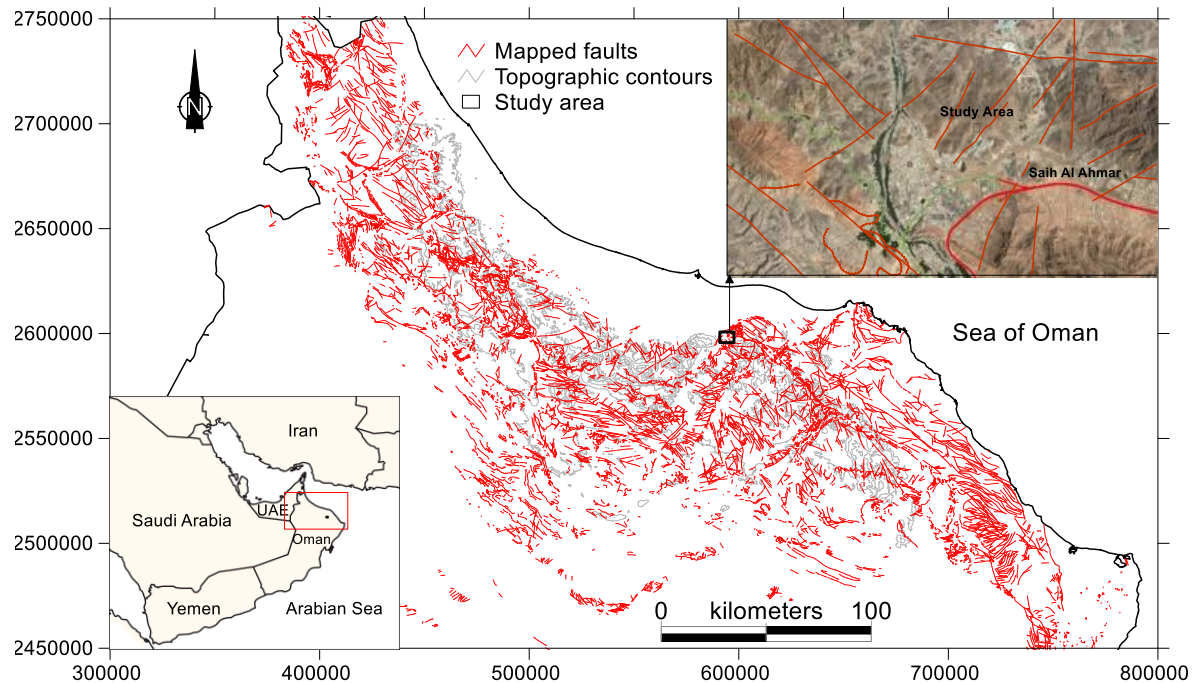 2750000
2700000
2650000
2600000
2550000
2500000
2450000
300000
400000
500000
600000
700000
800000
N
Mapped faults
Topographic contours
Study area
Study Area
Saih Al Ahmar
Sea of Oman
Iran
UAE
Saudi Arabia
Oman
Yemen
Arabian Sea
0 kilometers 100